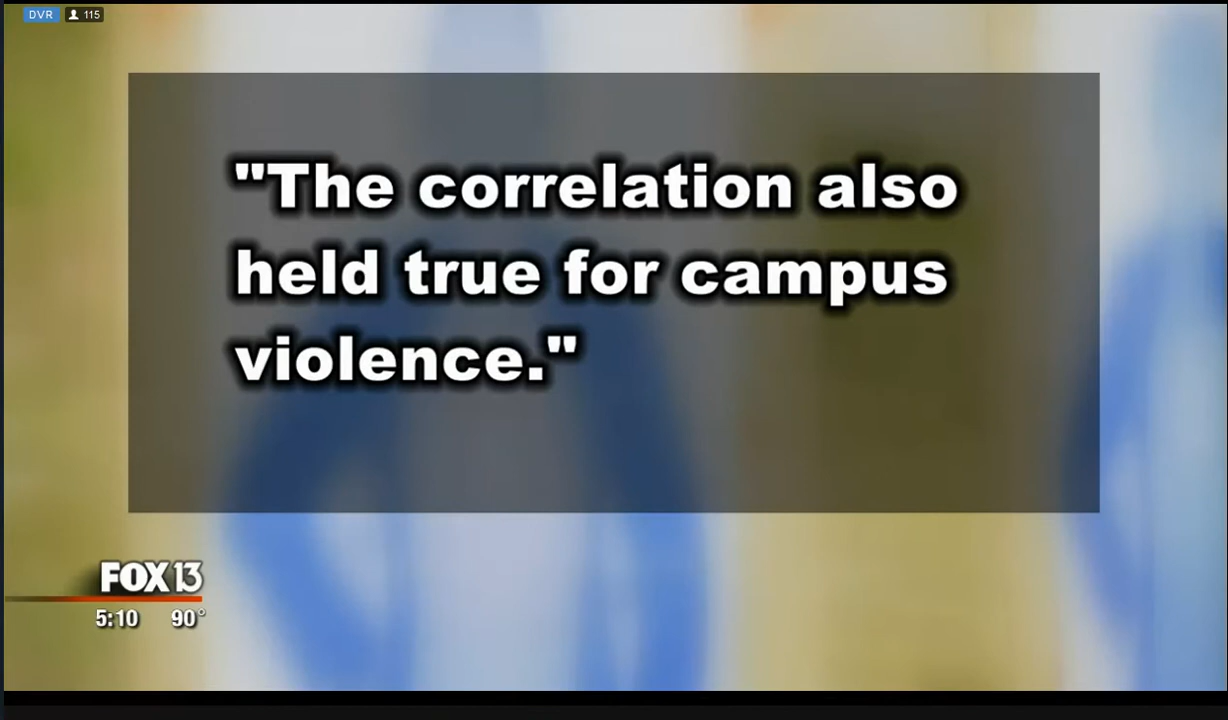 DVR 115
"The correlation also
held true for campus
violence."
FOX 13
5:10 90°